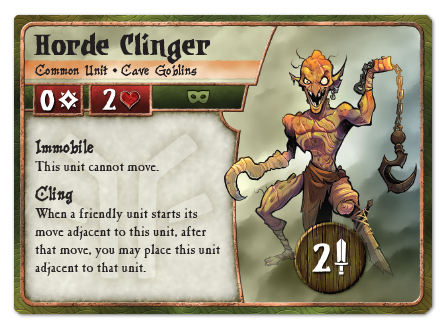 Horde Clinger
Common Unit • Cave Goblins
0 2
Immobile
This unit cannot move.
Cling
When a friendly unit starts its
move adjacent to this unit, after
that move, you may place this unit
adjacent to that unit.
2